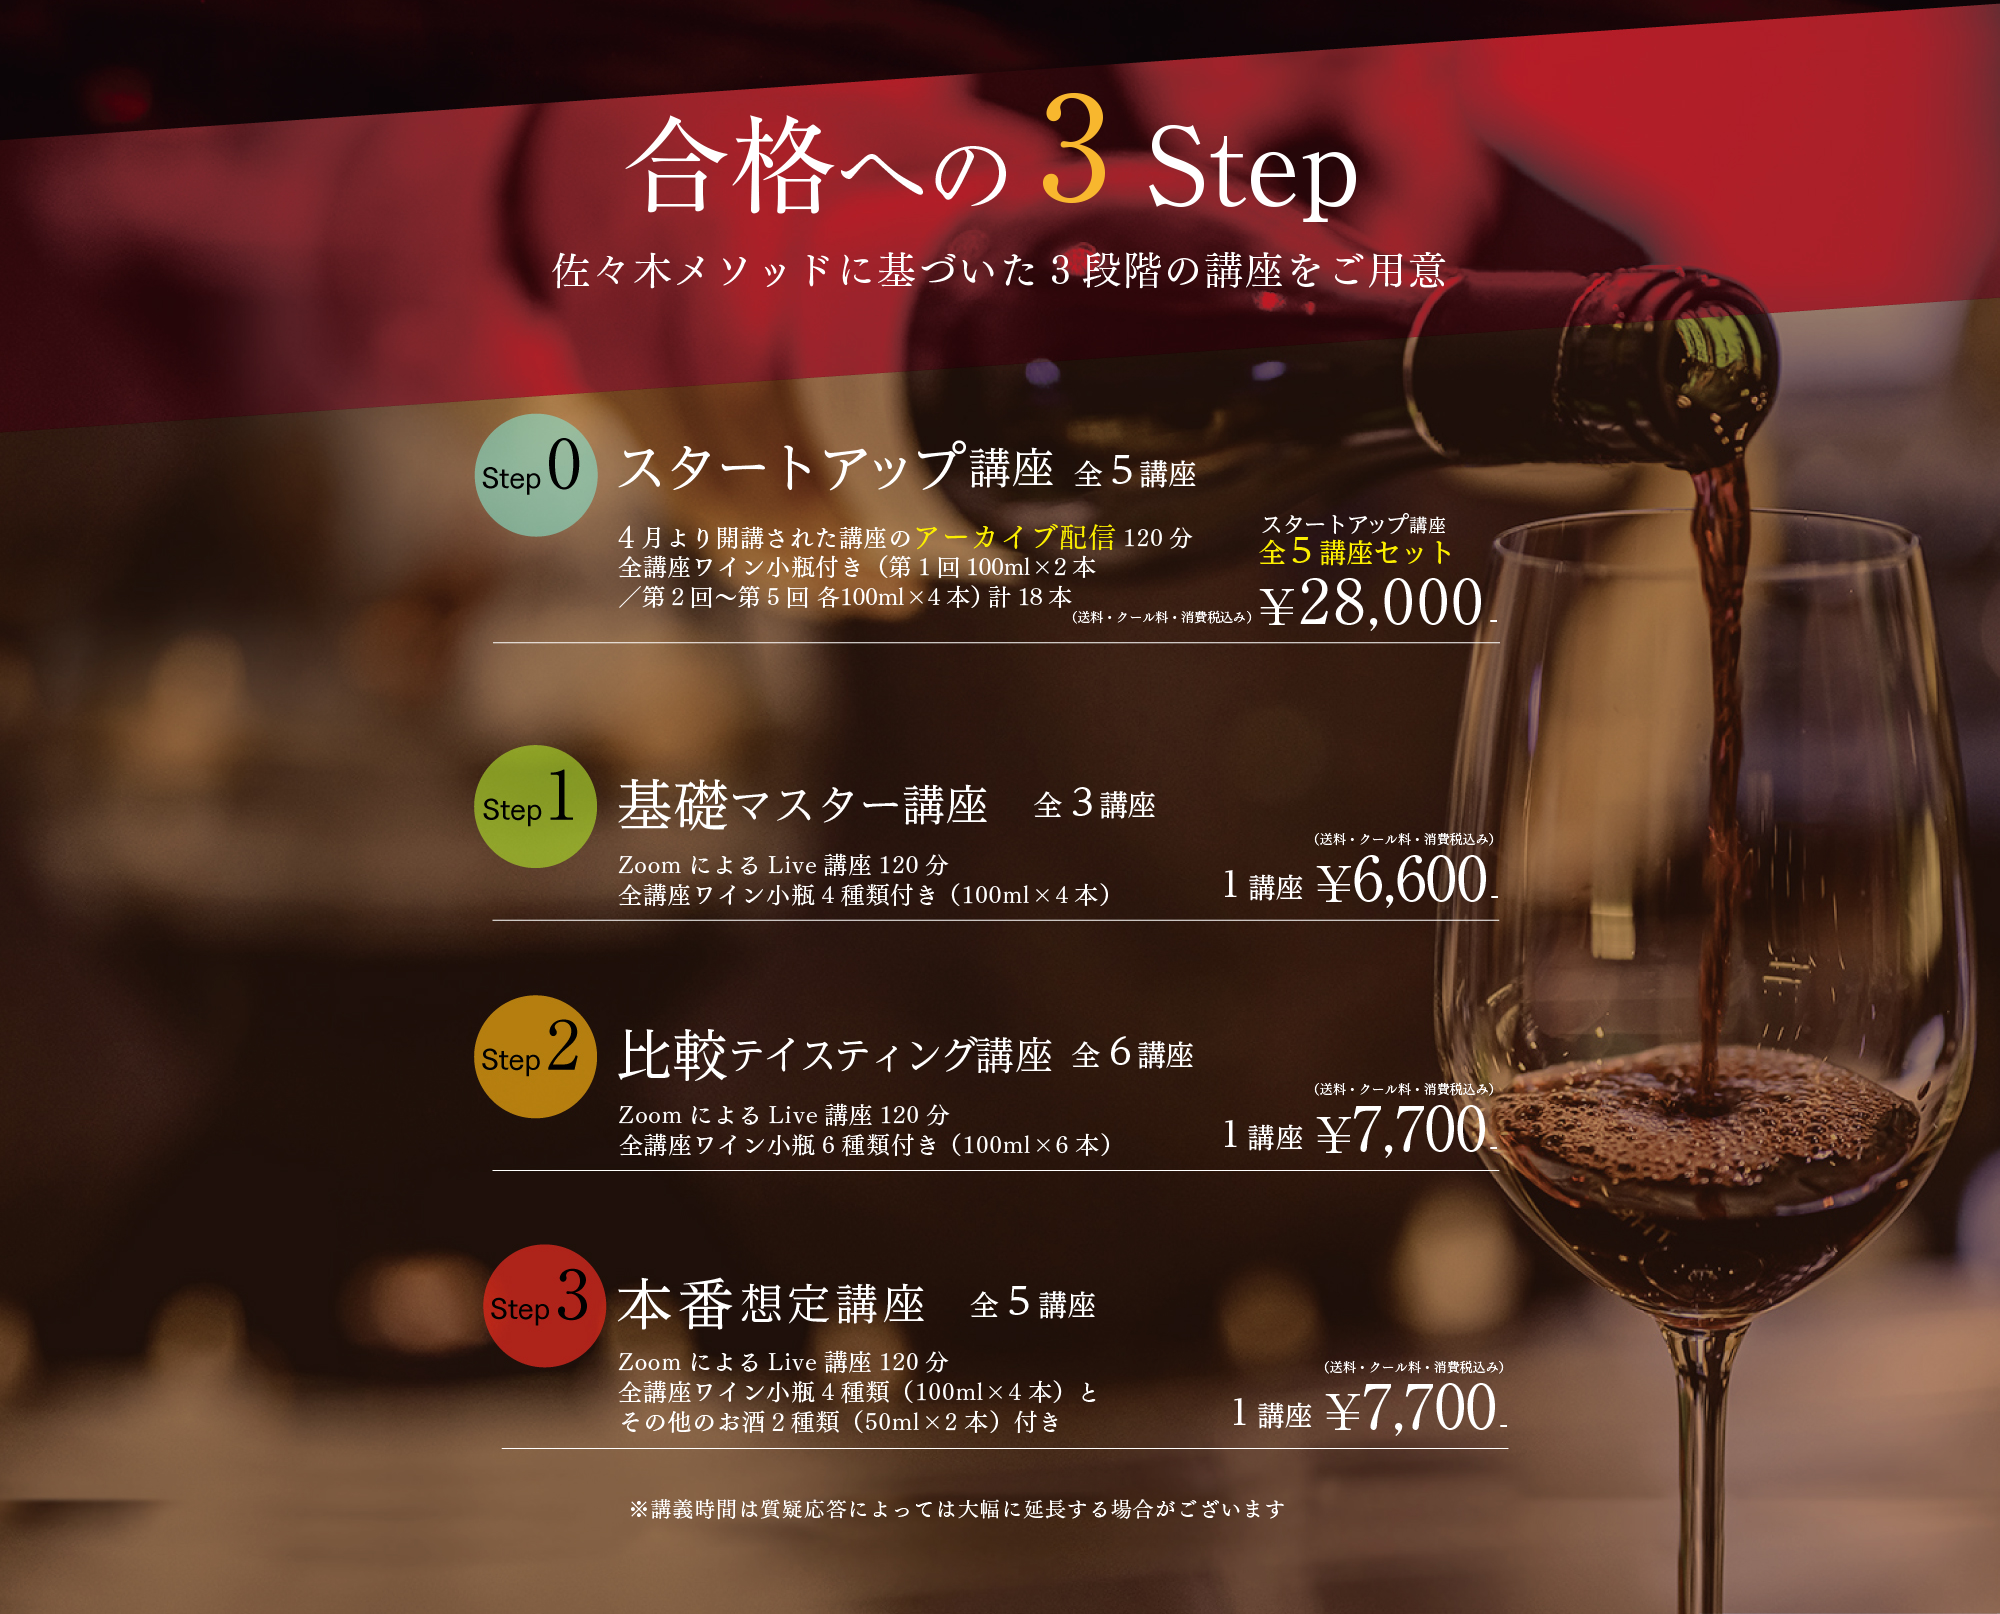 合格への3 Step
佐々木メソッドに基づいた3段階の講座をご用意
Step 0
スタートアップ講座 全5講座
4月より開講された講座のアーカイブ配信 120分
全講座ワイン小瓶付き（第1回 100ml×2本
／第2回〜第5回 各100ml×4本）計18本
スタートアップ講座
全5講座セット
（送料・クール料・消費税込み） ¥28,000-
Step 1
基礎マスター講座 全3講座
Zoom による Live 講座 120 分
全講座ワイン小瓶4種類付き（100ml×4本）
（送料・クール料・消費税込み）
1講座 ¥6,600-
Step 2
比較テイスティング講座 全6講座
Zoom による Live 講座 120 分
全講座ワイン小瓶6種類付き（100ml×6本）
（送料・クール料・消費税込み）
1講座 ¥7,700-
Step 3
本番想定講座 全5講座
Zoom による Live 講座 120 分
全講座ワイン小瓶4種類（100ml×4本）と
その他のお酒2種類（50ml×2本）付き
（送料・クール料・消費税込み）
1講座 ¥7,700-
※講義時間は質疑応答によっては大幅に延長する場合がございます